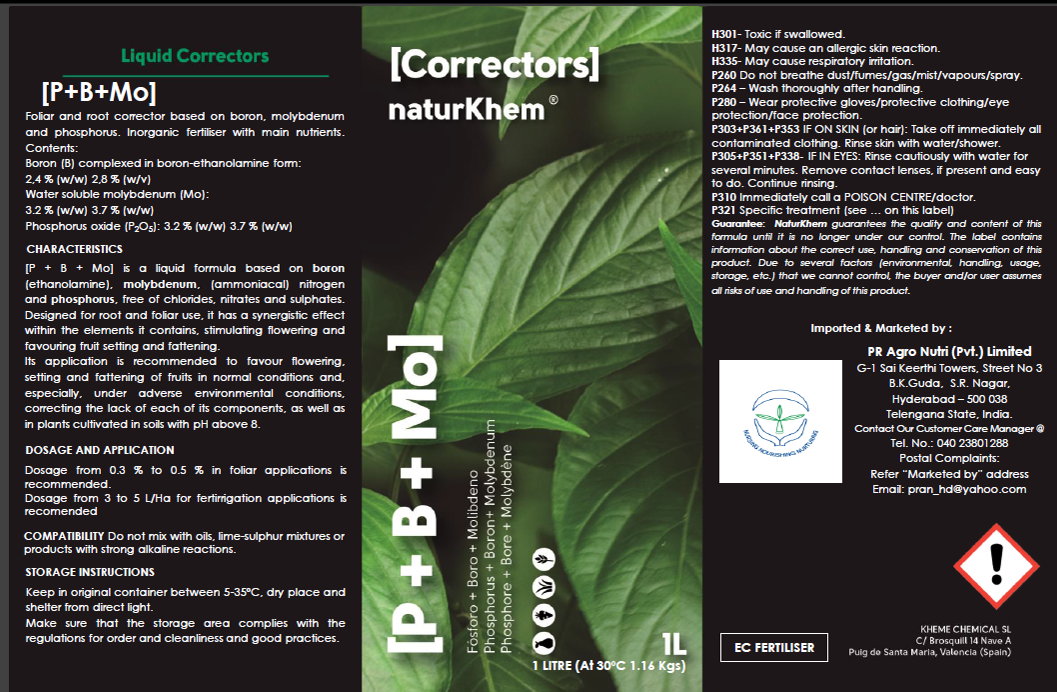 Liquid Correctors
[P+B+Mo]
Foliar and root corrector based on boron, molybdenum
and phosphorus. Inorganic fertiliser with main nutrients.
Contents:
Boron (B) complexed in boron-ethanolamine form:
2,4 % (w/w) 2,8 % (w/v)
Water soluble molybdenum (Mo):
3.2 % (w/w) 3.7 % (w/w)
Phosphorus oxide (P₂O₅): 3.2 % (w/w) 3.7 % (w/w)
CHARACTERISTICS
[P + B + Mo] is a liquid formula based on boron
(ethanolamine), molybdenum, (ammoniacal) nitrogen
and phosphorus, free of chlorides, nitrates and sulphates.
Designed for root and foliar use, it has a synergistic effect
within the elements it contains, stimulating flowering and
favouring fruit setting and fattening.
Its application is recommended to favour flowering,
setting and fattening of fruits in normal conditions and,
especially, under adverse environmental conditions,
correcting the lack of each of its components, as well as
in plants cultivated in soils with pH above 8.
DOSAGE AND APPLICATION
Dosage from 0.3 % to 0.5 % in foliar applications is
recommended.
Dosage from 3 to 5 L/Ha for fertirrigation applications is
recomended
COMPATIBILITY Do not mix with oils, lime-sulphur mixtures or
products with strong alkaline reactions.
STORAGE INSTRUCTIONS
Keep in original container between 5-35ºC, dry place and
shelter from direct light.
Make sure that the storage area complies with the
regulations for order and cleanliness and good practices.
[Correctors]
naturKhem ®
[P + B + Mo]
Fósforo + Boro + Molibdeno
Phosphorus + Boron + Molybdenum
Phosphore + Bore + Molybdène
1L
1 LITRE (At 30ºC 1.16 Kgs)
H301- Toxic if swallowed.
H317- May cause an allergic skin reaction.
H335- May cause respiratory irritation.
P260 Do not breathe dust/fumes/gas/mist/vapours/spray.
P264 – Wash thoroughly after handling.
P280 – Wear protective gloves/protective clothing/eye
protection/face protection.
P303+P361+P353 IF ON SKIN (or hair): Take off immediately all
contaminated clothing. Rinse skin with water/shower.
P305+P351+P338- IF IN EYES: Rinse cautiously with water for
several minutes. Remove contact lenses, if present and easy
to do. Continue rinsing.
P310 Immediately call a POISON CENTRE/doctor.
P321 Specific treatment (see ... on this label)
Guarantee: NaturKhem guarantees the quality and content of this
formula until it is no longer under our control. The label contains
information about the correct use, handling and conservation of this
product. Due to several factors (environmental, handling, usage,
storage, etc.) that we cannot control, the buyer and/or user assumes
all risks of use and handling of this product.
Imported & Marketed by :
NURSING NOURISHING NURTURING
PR Agro Nutri (Pvt.) Limited
G-1 Sai Keerthi Towers, Street No 3
B.K.Guda, S.R. Nagar,
Hyderabad – 500 038
Telengana State, India.
Contact Our Customer Care Manager @
Tel. No.: 040 23801288
Postal Complaints:
Refer "Marketed by" address
Email: pran_hd@yahoo.com
EC FERTILISER
KHEME CHEMICAL SL
C/ Brosquill 14 Nave A
Puig de Santa Maria, Valencia (Spain)